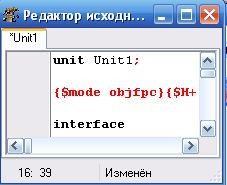 Редактор исходн...
*Unit1
unit Unit1;
{$mode objfpc}{$H+
interface
16: 39 Изменён